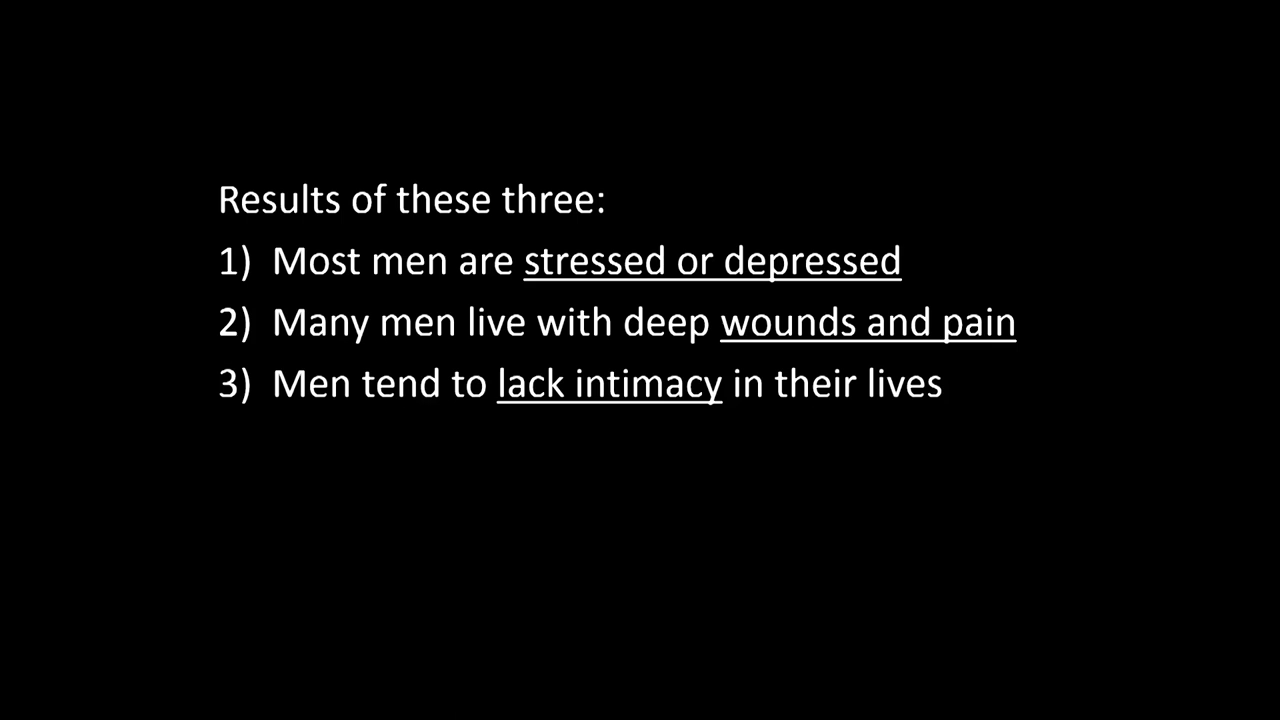 Results of these three:
1) Most men are stressed or depressed
2) Many men live with deep wounds and pain
3) Men tend to lack intimacy in their lives